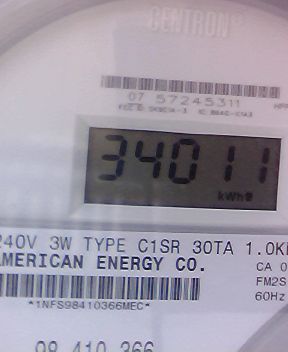 CENTRON®
07 57245311
34011
kWh
240V 3W TYPE C1SR 30TA 1.0K
AMERICAN ENERGY CO.
CA 0
FM2S
60Hz
*1NFS98410366MEC*
98 410 366